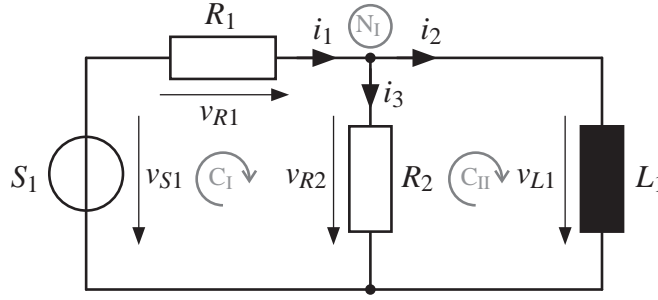 R1 i1 NI i2
vR1 i3
S1 vS1 CI vR2 R2 CII vL1 L1